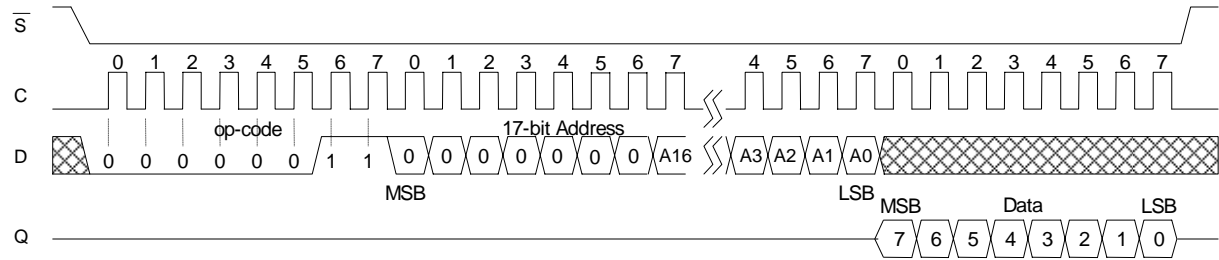 S
0 1 2 3 4 5 6 7 0 1 2 3 4 5 6 7 4 5 6 7 0 1 2 3 4 5 6 7
C
op-code 17-bit Address
D 0 0 0 0 0 0 1 1 0 0 0 0 0 0 0 A16 A3 A2 A1 A0
MSB LSB MSB Data LSB
Q 7 6 5 4 3 2 1 0